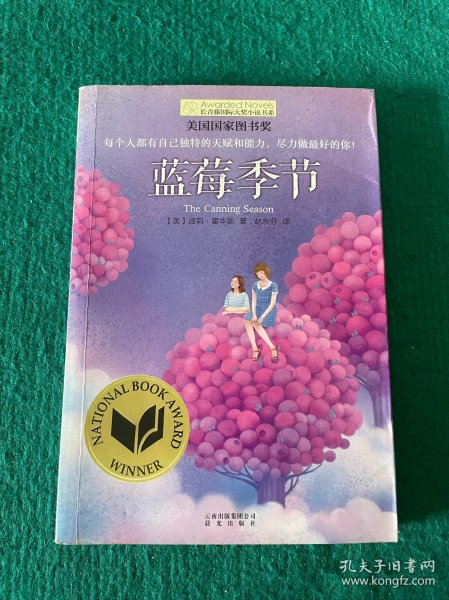 Awarded Novels
长青藤国际大奖小说书系
美国国家图书奖
每个人都有自己独特的天赋和能力，尽力做最好的你！
蓝莓季节
The Canning Season
【美】波莉·霍华斯 著 赵永芬 译
NATIONAL BOOK AWARD
WINNER
云南出版集团公司
晨光出版社
孔夫子旧书网
www.kongfz.com